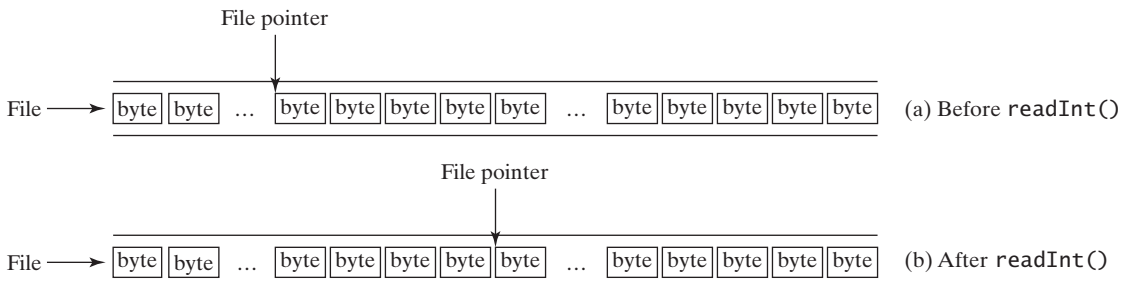 File pointer
File byte byte ... byte byte byte byte byte ... byte byte byte byte byte (a) Before readInt()
File pointer
File byte byte ... byte byte byte byte byte ... byte byte byte byte byte (b) After readInt()